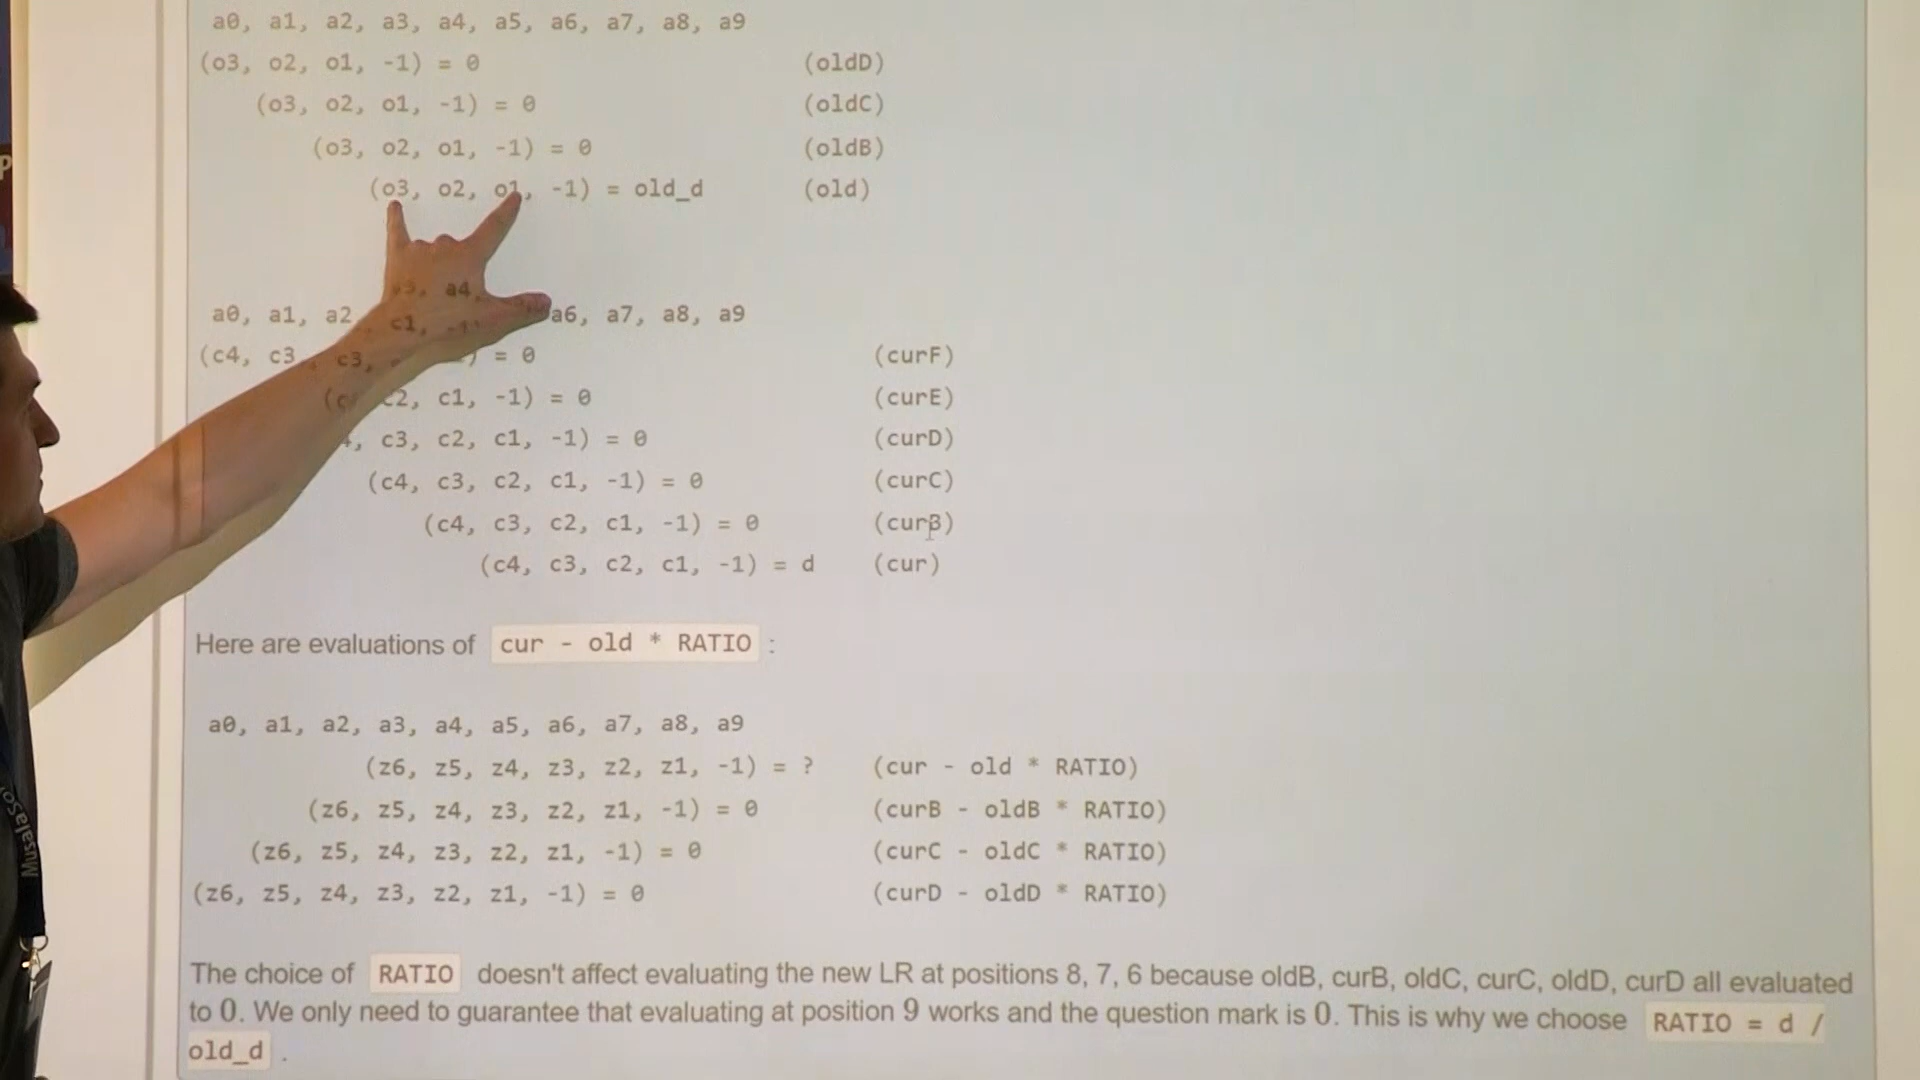 a0, a1, a2, a3, a4, a5, a6, a7, a8, a9
(o3, o2, o1, -1) = 0 (oldD)
(o3, o2, o1, -1) = 0 (oldC)
(o3, o2, o1, -1) = 0 (oldB)
(o3, o2, o1, -1) = old_d (old)
a0, a1, a2 a3, a4, a6, a7, a8, a9
(c4, c3, c1, = 0 (curF)
c3, c2, c1, -1) = 0 (curE)
c3, c2, c1, -1) = 0 (curD)
(c4, c3, c2, c1, -1) = 0 (curC)
(c4, c3, c2, c1, -1) = 0 (curB)
(c4, c3, c2, c1, -1) = d (cur)
Here are evaluations of cur - old * RATIO :
a0, a1, a2, a3, a4, a5, a6, a7, a8, a9
(z6, z5, z4, z3, z2, z1, -1) = ? (cur - old * RATIO)
(z6, z5, z4, z3, z2, z1, -1) = 0 (curB - oldB * RATIO)
(z6, z5, z4, z3, z2, z1, -1) = 0 (curC - oldC * RATIO)
(z6, z5, z4, z3, z2, z1, -1) = 0 (curD - oldD * RATIO)
The choice of RATIO doesn't affect evaluating the new LR at positions 8, 7, 6 because oldB, curB, oldC, curC, oldD, curD all evaluated
to 0. We only need to guarantee that evaluating at position 9 works and the question mark is 0. This is why we choose RATIO = d /
old_d .
MusalaSo